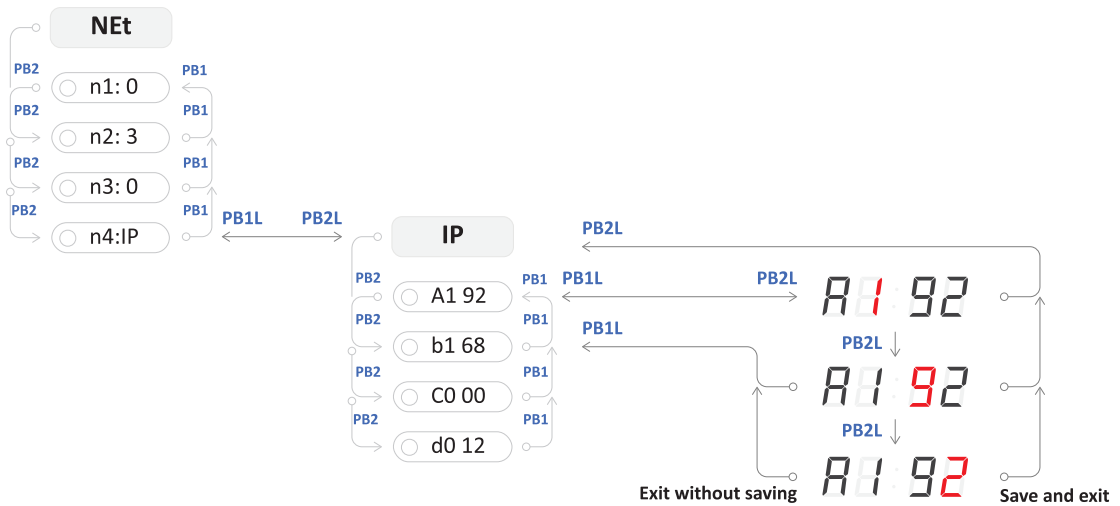 NEt
PB2
PB1
n1: 0
PB2
PB1
n2: 3
PB2
PB1
n3: 0
PB2
PB1
n4:IP
PB1L
PB2L
IP
PB2L
PB2
PB1
A1 92
PB1L
PB2L
A1 92
PB2
PB1
b1 68
PB1L
PB2L
A1 92
PB2
PB1
C0 00
PB2
PB1
PB2L
d0 12
A1 92
Exit without saving
Save and exit